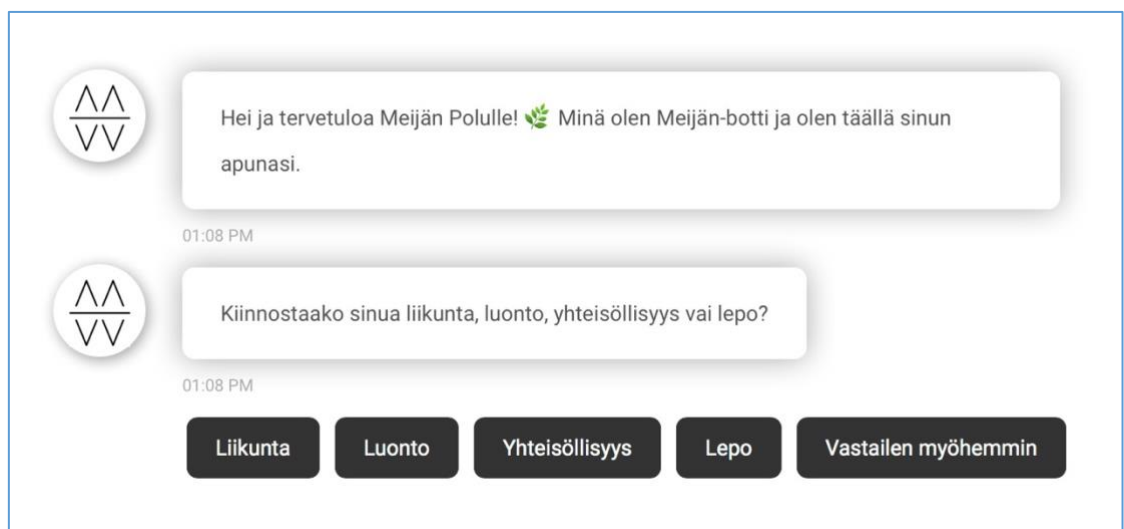 Hei ja tervetuloa Meijän Polulle! 🌿 Minä olen Meijän-botti ja olen täällä sinun
apunasi.
01:08 PM
Kiinnostaako sinua liikunta, luonto, yhteisöllisyys vai lepo?
01:08 PM
Liikunta Luonto Yhteisöllisyys Lepo Vastailen myöhemmin